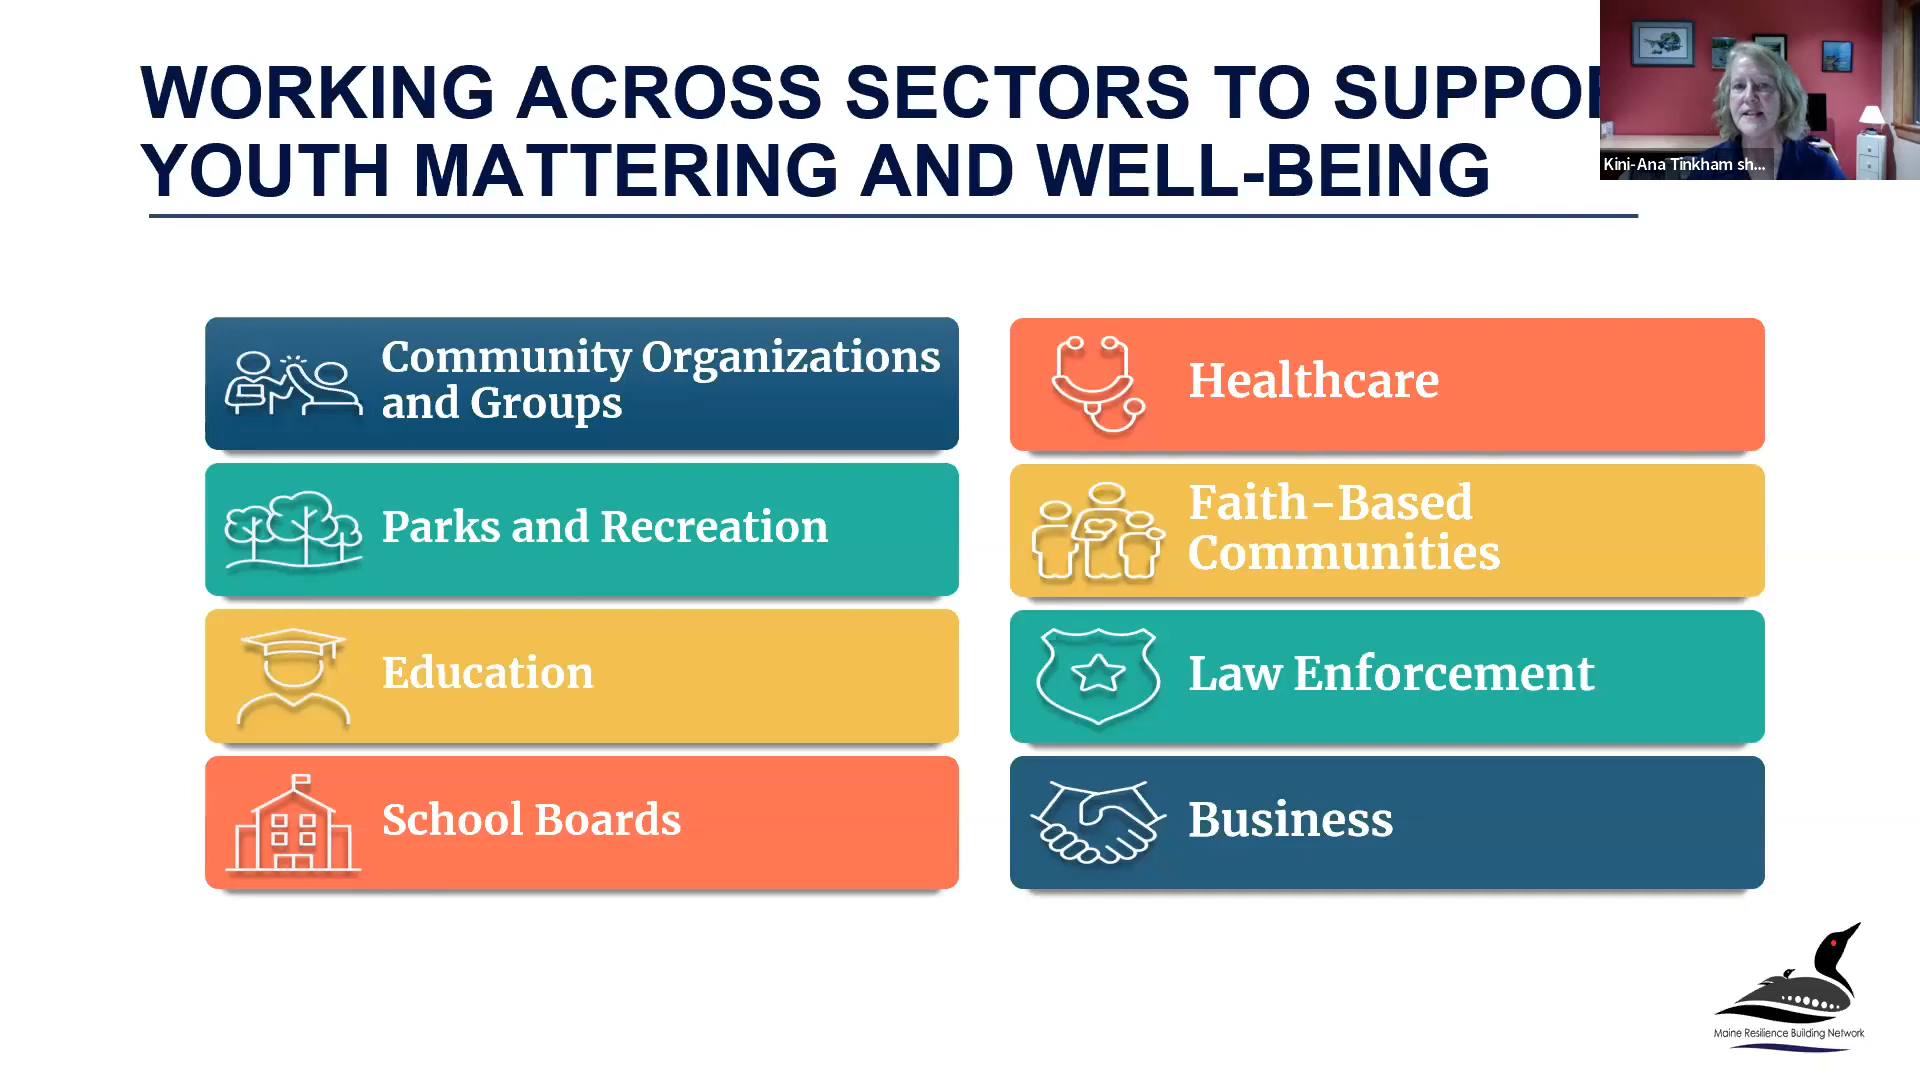 WORKING ACROSS SECTORS TO SUPPO
YOUTH MATTERING AND WELL-BEING
Kini-Ana Tinkham sh...
Community Organizations
and Groups
Parks and Recreation
Education
School Boards
Healthcare
Faith-Based
Communities
Law Enforcement
Business
Maine Resilience Building Network